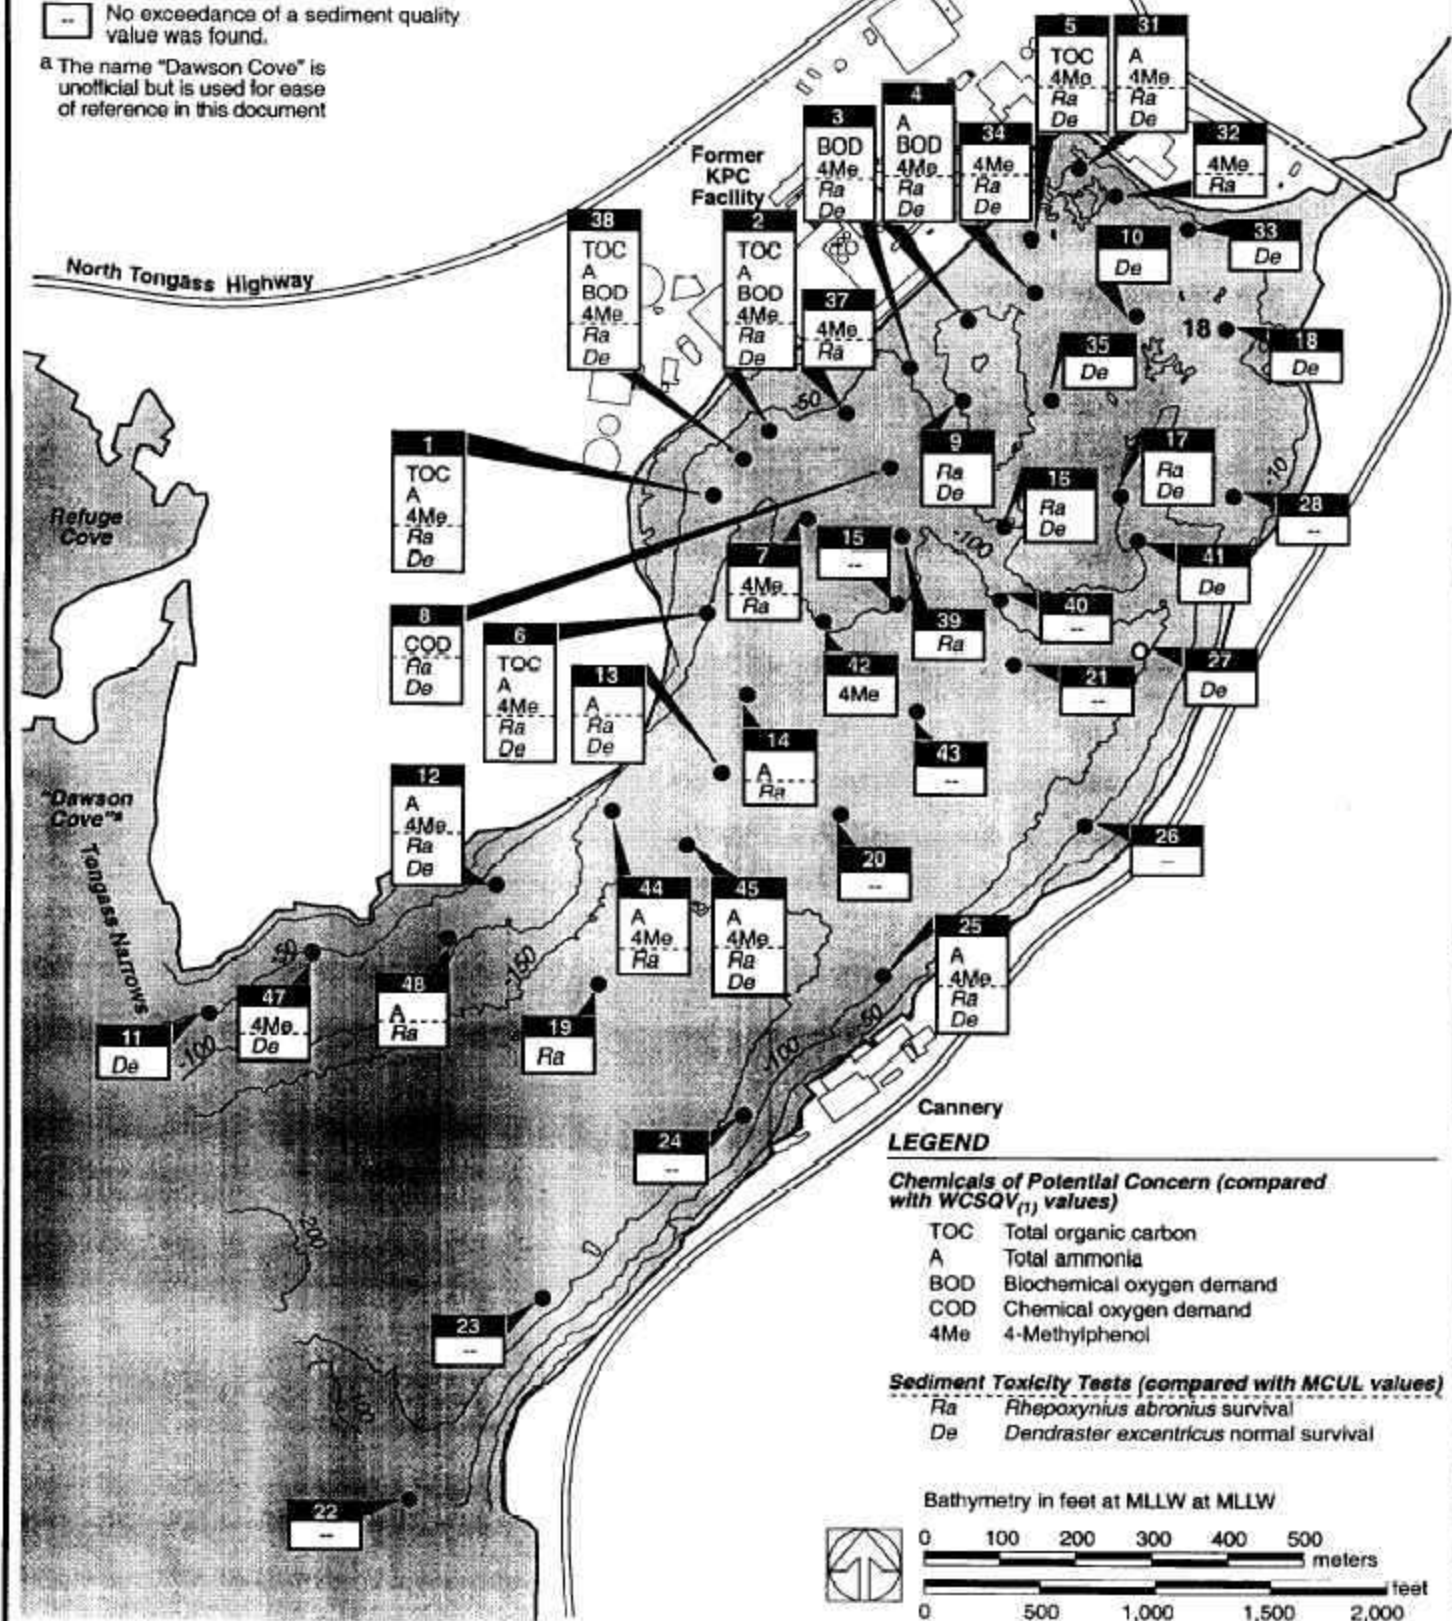 -- No exceedance of a sediment quality
value was found.
a The name "Dawson Cove" is
unofficial but is used for ease
of reference in this document
5
TOC
4Me
Ra
De
31
A
4Me
Ra
De
4
A
BOD
4Me
Ra
De
3
BOD
4Me
Ra
De
34
4Me
Ra
De
32
4Me
Ra
Former
KPC
Facility
38
TOC
A
BOD
4Me
Ra
De
2
TOC
A
BOD
4Me
Ra
De
10
De
33
De
North Tongass Highway
37
4Me
Ra
18
18
De
35
De
-50
1
TOC
A
4Me
Ra
De
9
Ra
De
17
Ra
De
-10
16
Ra
De
28
--
Refuge
Cove
15
--
-100
7
4Me
Ra
41
De
8
COD
Ra
De
6
TOC
A
4Me
Ra
De
39
Ra
40
--
13
A
Ra
De
42
4Me
21
--
27
De
14
A
Ra
43
--
12
A
4Me
Ra
De
"Dawson
Cove"a
Tongass Narrows
26
--
20
--
44
A
4Me
Ra
45
A
4Me
Ra
De
25
A
4Me
Ra
De
-50
-150
48
A
Ra
47
4Me
De
19
Ra
11
De
-100
-50
-100
Cannery
24
--
-200
23
--
22
--
LEGEND
Chemicals of Potential Concern (compared
with WCSQV(1) values)
TOC Total organic carbon
A Total ammonia
BOD Biochemical oxygen demand
COD Chemical oxygen demand
4Me 4-Methylphenol
Sediment Toxicity Tests (compared with MCUL values)
Ra Rhepoxynius abronius survival
De Dendraster excentricus normal survival
Bathymetry in feet at MLLW at MLLW
0 100 200 300 400 500
meters
feet
0 500 1,000 1,500 2,000